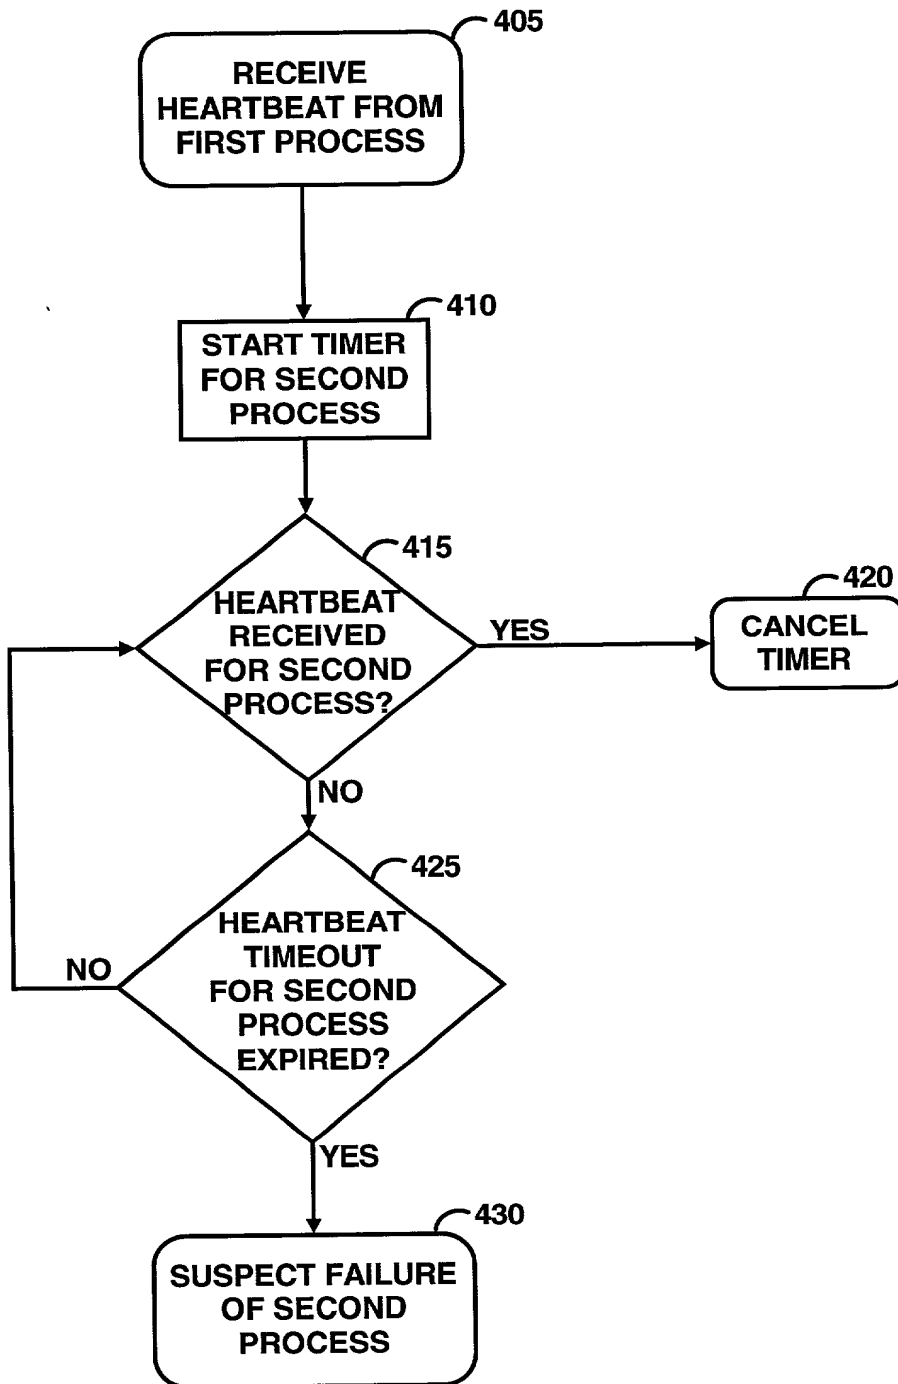 405
RECEIVE
HEARTBEAT FROM
FIRST PROCESS
410
START TIMER
FOR SECOND
PROCESS
415
HEARTBEAT
RECEIVED
FOR SECOND
PROCESS?
YES
420
CANCEL
TIMER
NO
425
HEARTBEAT
TIMEOUT
FOR SECOND
PROCESS
EXPIRED?
NO
YES
430
SUSPECT FAILURE
OF SECOND
PROCESS